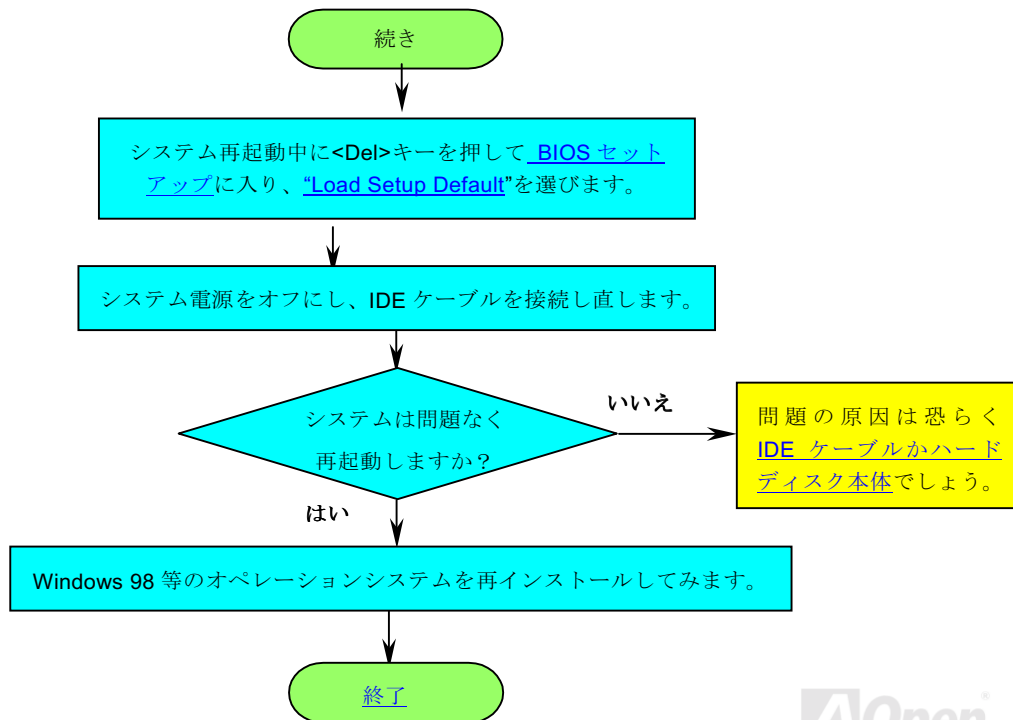 続き
システム再起動中に<Del>キーを押して BIOS セット
アップに入り、“Load Setup Default”を選びます。
システム電源をオフにし、IDE ケーブルを接続し直します。
システムは問題なく
再起動しますか？
いいえ
問題の原因は恐らく
IDE ケーブルかハード
ディスク本体でしょう。
はい
Windows 98 等のオペレーションシステムを再インストールしてみます。
終了
AOpen